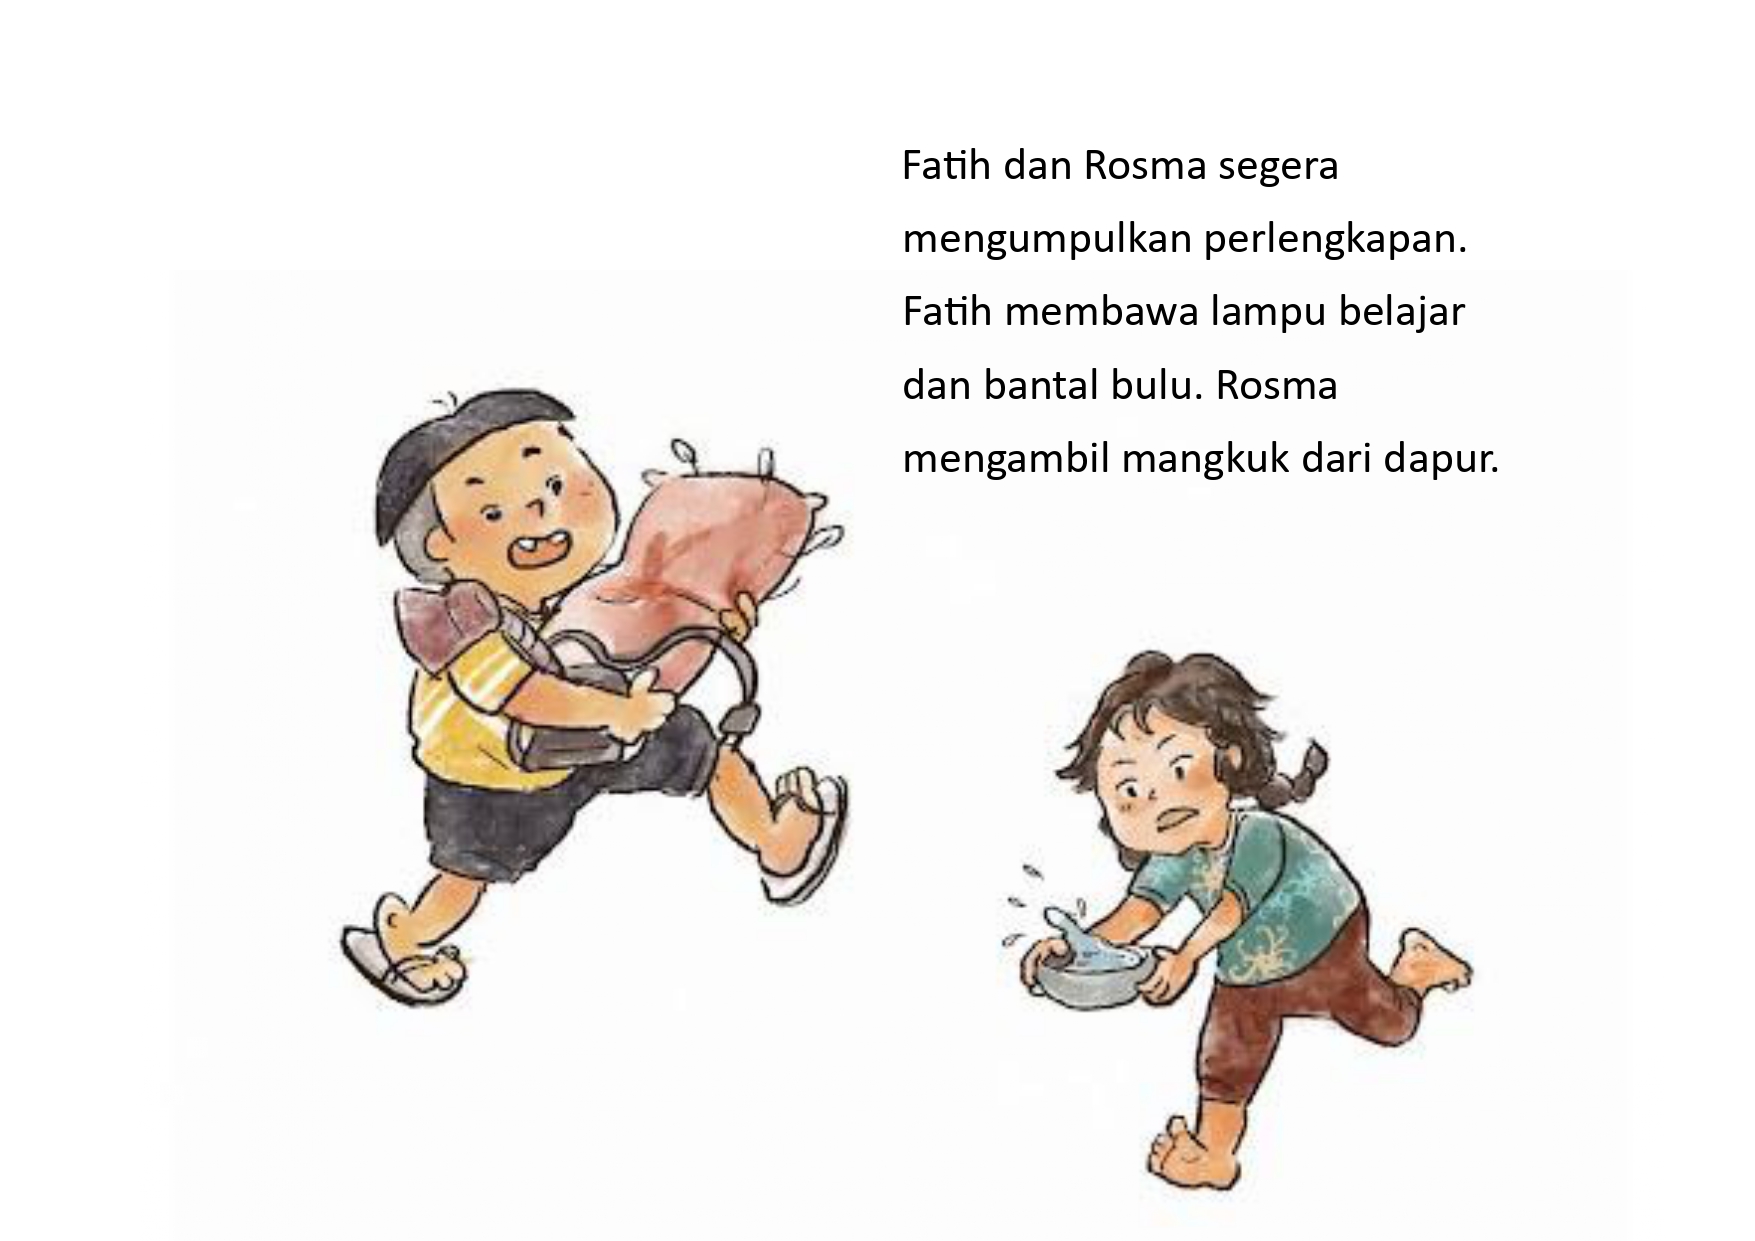 Fatih dan Rosma segera
mengumpulkan perlengkapan.
Fatih membawa lampu belajar
dan bantal bulu. Rosma
mengambil mangkuk dari dapur.